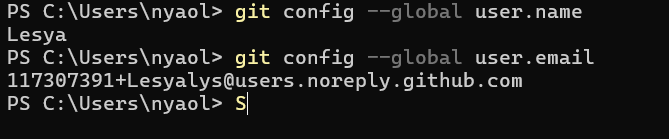 PS C:\Users\nyaol> git config --global user.name
Lesya
PS C:\Users\nyaol> git config --global user.email
117307391+Lesyalys@users.noreply.github.com
PS C:\Users\nyaol> S